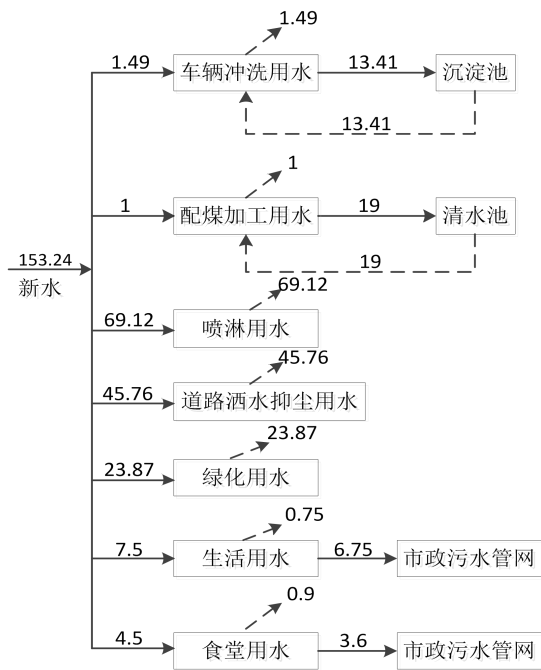 1.49
1.49 车辆冲洗用水 13.41 沉淀池
13.41
1
1 配煤加工用水 19 清水池
19
153.24
新水
69.12
69.12 喷淋用水
45.76
45.76 道路洒水抑尘用水
23.87
23.87 绿化用水
0.75
7.5 生活用水 6.75 市政污水管网
0.9
4.5 食堂用水 3.6 市政污水管网